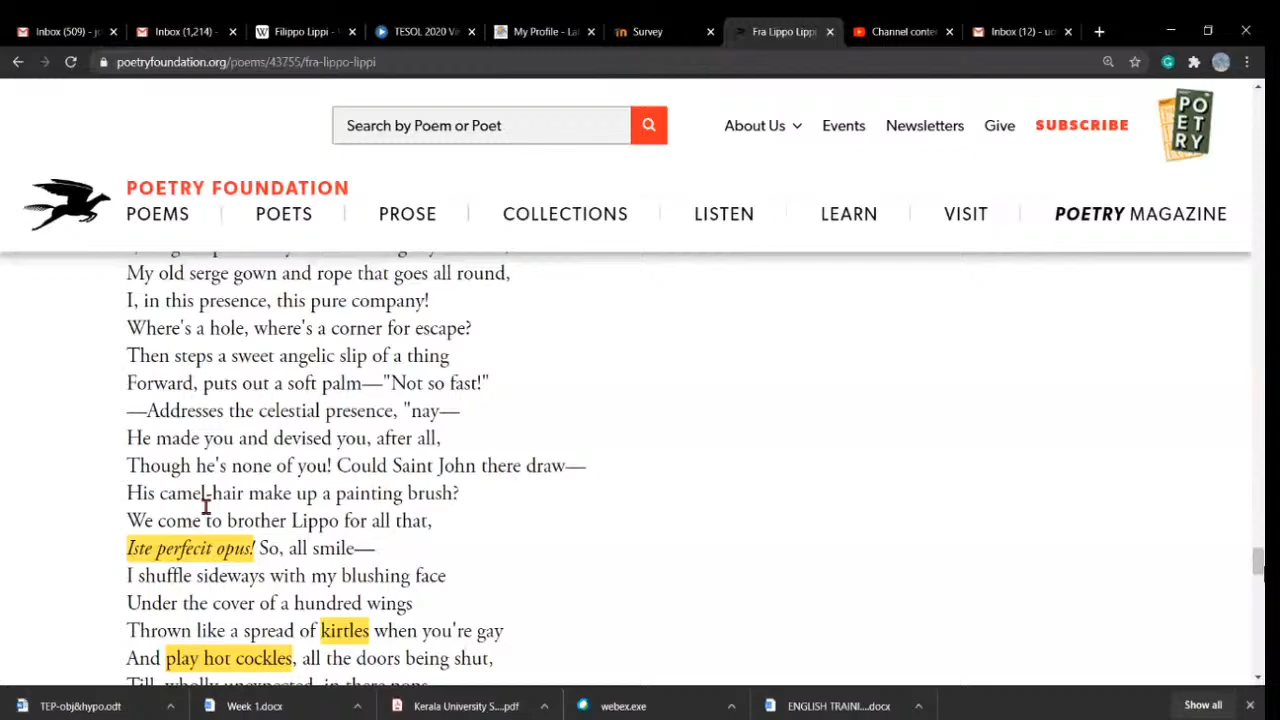 Inbox (509) - jo
Inbox (1,214) -
Filippo Lippi -
TESOL 2020 Vi
My Profile - La
Survey
Fra Lippo Lippi
Channel conte
Inbox (12) - u
poetryfoundation.org/poems/43755/fra-lippo-lippi
Search by Poem or Poet
About Us
Events
Newsletters
Give
SUBSCRIBE
POETRY
POETRY FOUNDATION
POEMS
POETS
PROSE
COLLECTIONS
LISTEN
LEARN
VISIT
POETRY MAGAZINE
My old serge gown and rope that goes all round,
I, in this presence, this pure company!
Where's a hole, where's a corner for escape?
Then steps a sweet angelic slip of a thing
Forward, puts out a soft palm—"Not so fast!"
—Addresses the celestial presence, "nay—
He made you and devised you, after all,
Though he's none of you! Could Saint John there draw—
His camel-hair make up a painting brush?
We come to brother Lippo for all that,
Iste perfecit opus! So, all smile—
I shuffle sideways with my blushing face
Under the cover of a hundred wings
Thrown like a spread of kirtles when you're gay
And play hot cockles, all the doors being shut,
TEP-obj&hypo.odt
Week 1.docx
Kerala University S....pdf
webex.exe
ENGLISH TRAINI....docx
Show all